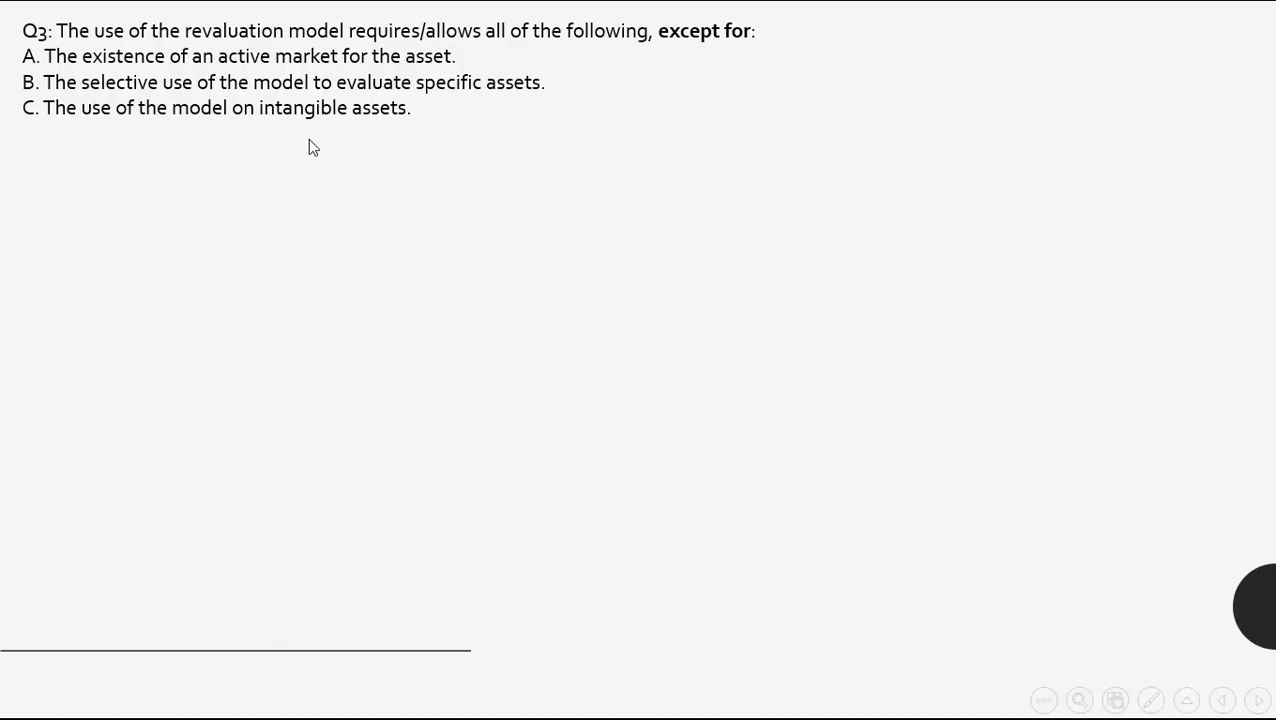 Q3: The use of the revaluation model requires/allows all of the following, except for:
A. The existence of an active market for the asset.
B. The selective use of the model to evaluate specific assets.
C. The use of the model on intangible assets.